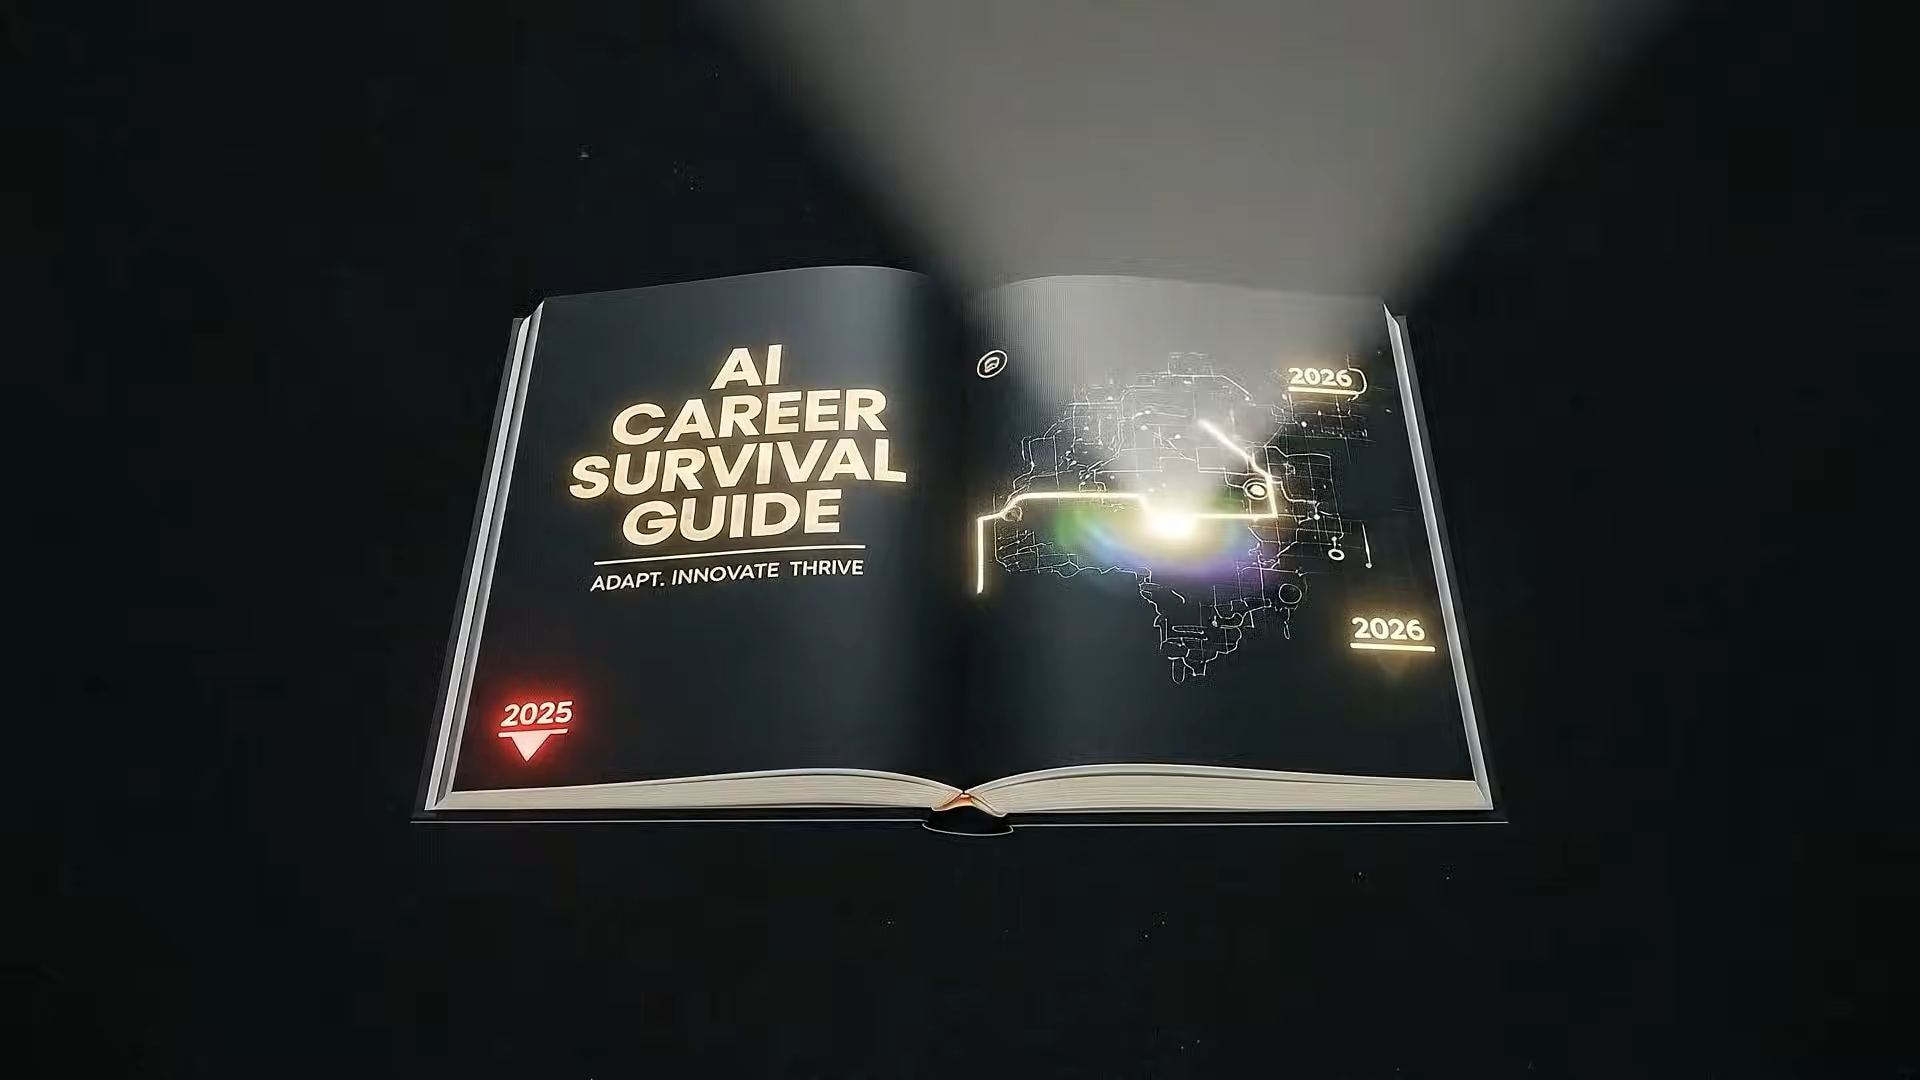 AI
CAREER
SURVIVAL
GUIDE
ADAPT. INNOVATE THRIVE
2025
2026
2026